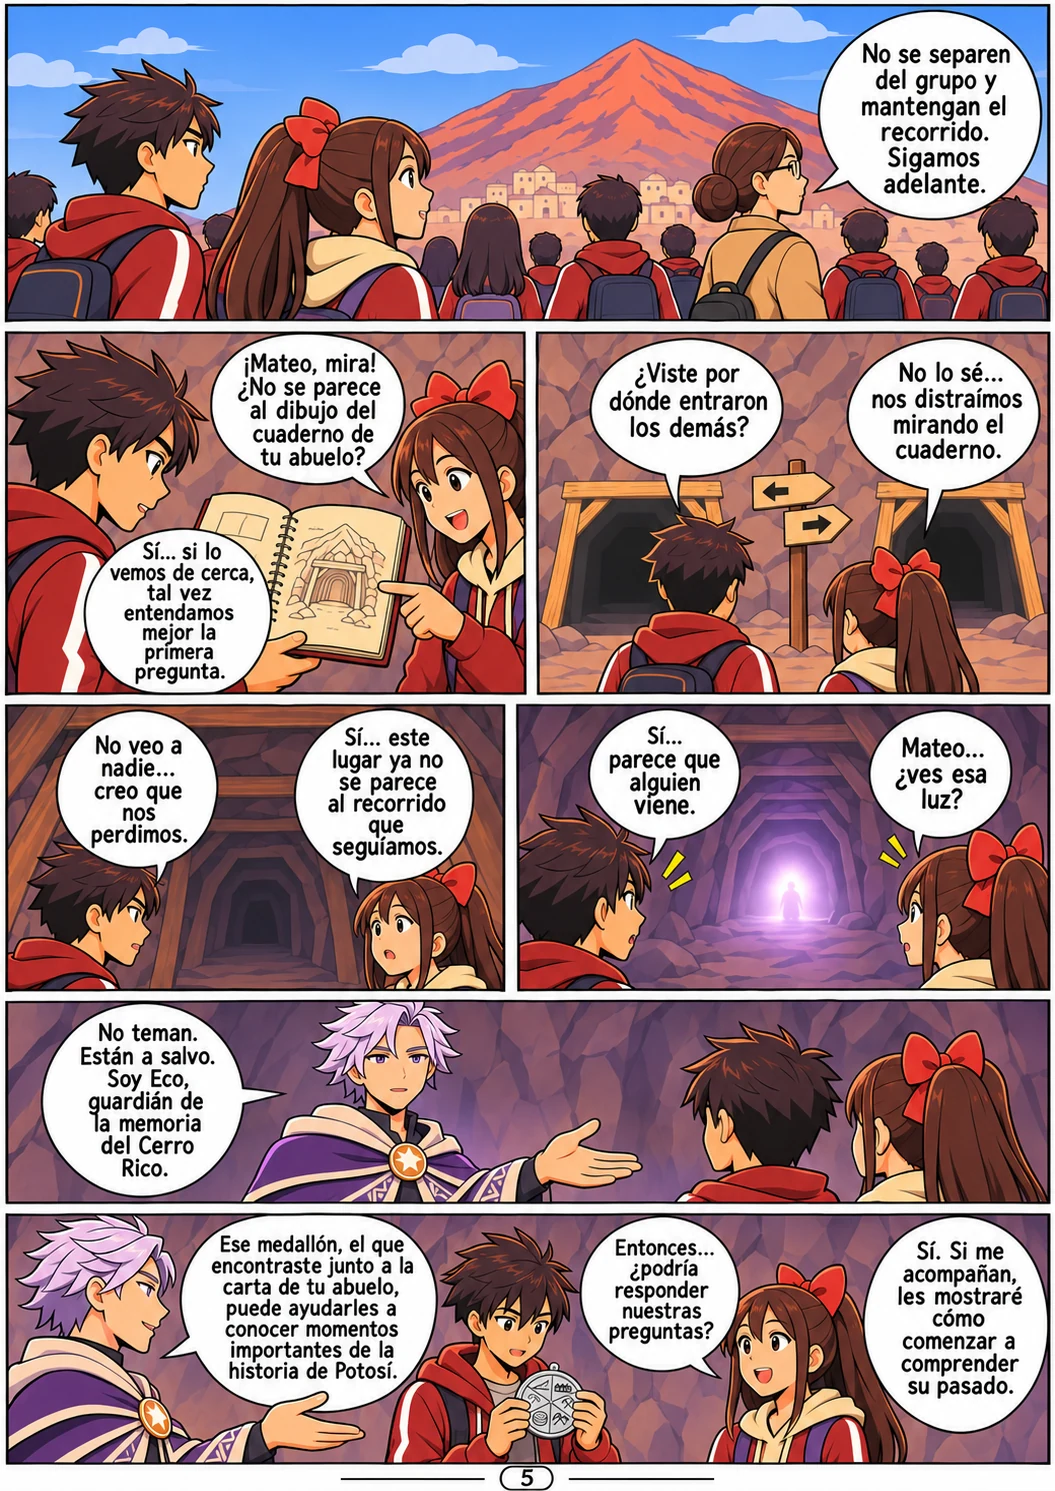 No se separen
del grupo y
mantengan el
recorrido.
Sigamos
adelante.
¡Mateo, mira!
¿No se parece
al dibujo del
cuaderno de
tu abuelo?
Sí... si lo
vemos de cerca,
tal vez
entendamos
mejor la
primera
pregunta.
¿Viste por
dónde entraron
los demás?
No lo sé...
nos distraímos
mirando el
cuaderno.
No veo a
nadie...
creo que
nos
perdimos.
Sí... este
lugar ya no
se parece
al recorrido
que
seguíamos.
Sí...
parece que
alguien
viene.
Mateo...
¿ves esa
luz?
No teman.
Están a salvo.
Soy Eco,
guardián de
la memoria
del Cerro
Rico.
Ese medallón, el que
encontraste junto a la
carta de tu abuelo,
puede ayudarles a
conocer momentos
importantes de la
historia de Potosí.
Entonces...
¿podría
responder
nuestras
preguntas?
Sí. Si me
acompañan,
les mostraré
cómo
comenzar a
comprender
su pasado.
5